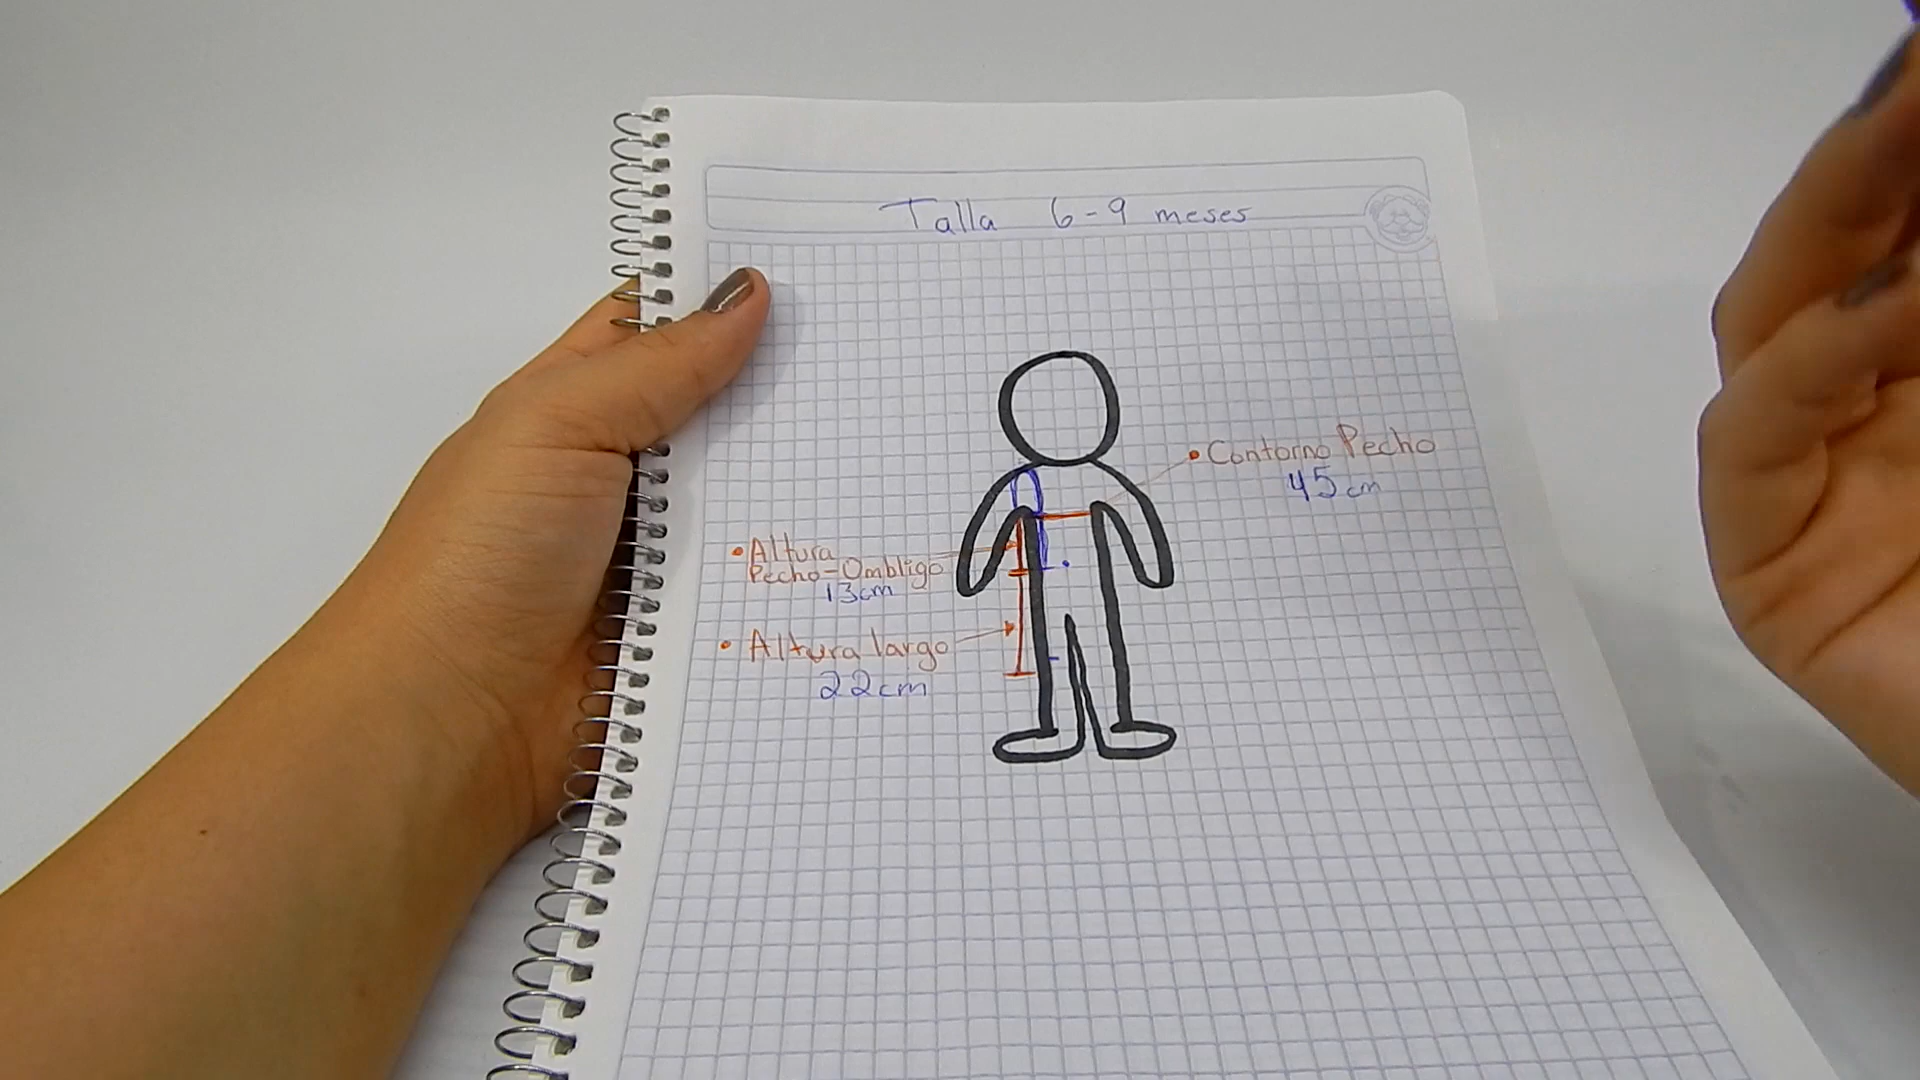 Talla 6-9 meses
• Contorno Pecho
45 cm
• Altura
Pecho-Ombligo
13cm
• Altura largo
22cm